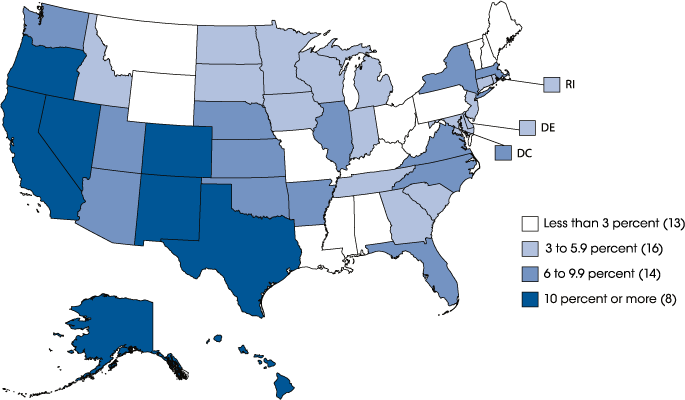 RI
DE
DC
Less than 3 percent (13)
3 to 5.9 percent (16)
6 to 9.9 percent (14)
10 percent or more (8)